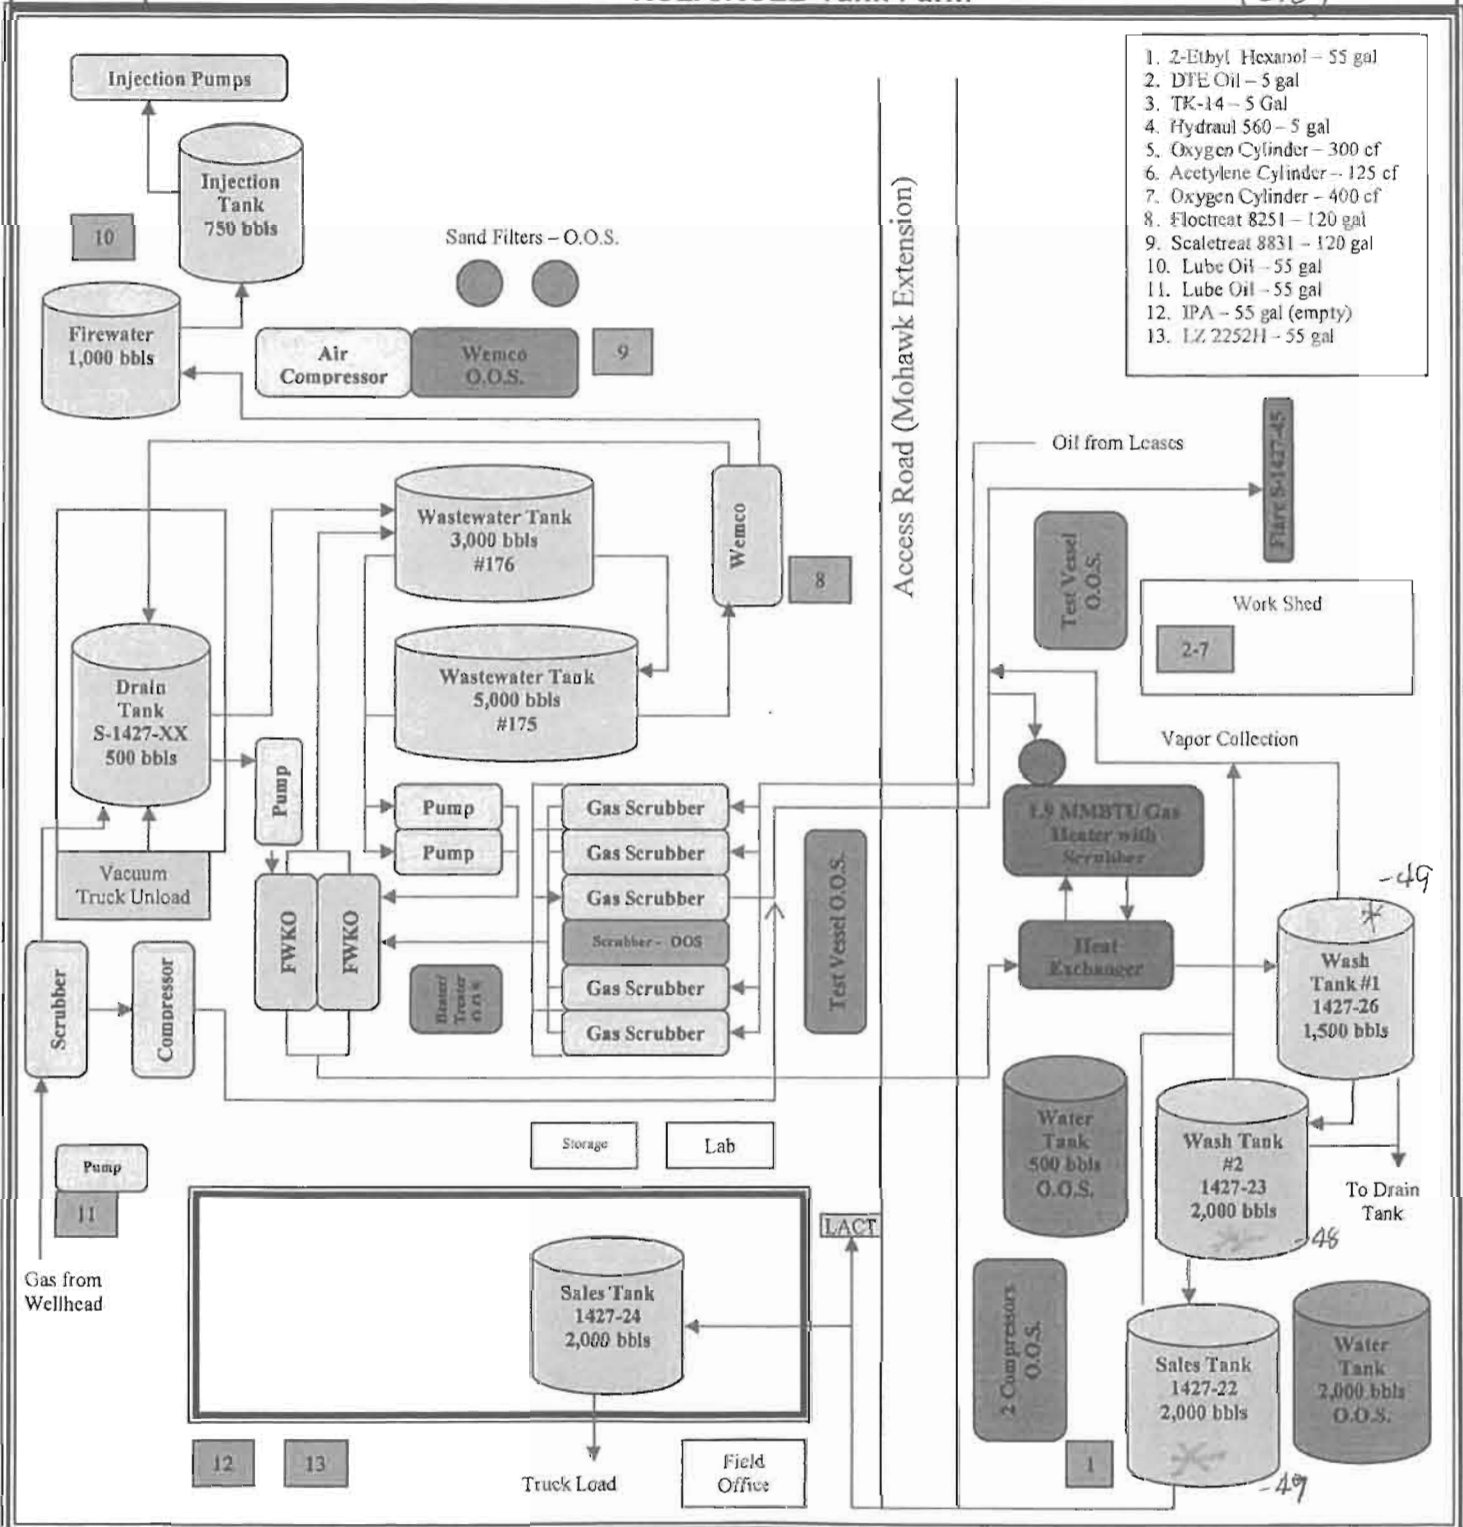 Injection Pumps
Injection
Tank
750 bbls
10
Firewater
1,000 bbls
Sand Filters – O.O.S.
Air
Compressor
Wemco
O.O.S.
9
1. 2-Ethyl Hexanol – 55 gal
2. DTE Oil – 5 gal
3. TK-14 – 5 Gal
4. Hydraul 560 – 5 gal
5. Oxygen Cylinder – 300 cf
6. Acetylene Cylinder – 125 cf
7. Oxygen Cylinder – 400 cf
8. Floctreat 8251 – 120 gal
9. Scaletreat 8831 – 120 gal
10. Lube Oil – 55 gal
11. Lube Oil – 55 gal
12. IPA – 55 gal (empty)
13. LZ 2252H – 55 gal
Access Road (Mohawk Extension)
Oil from Leases
Flare S-1427-45
Test Vessel
O.O.S.
Work Shed
2-7
Wastewater Tank
3,000 bbls
#176
Wemco
8
Wastewater Tank
5,000 bbls
#175
Drain
Tank
S-1427-XX
500 bbls
Vacuum
Truck Unload
Pump
Pump
Pump
FWKO
FWKO
Gas Scrubber
Gas Scrubber
Gas Scrubber
Scrubber - OOS
Gas Scrubber
Gas Scrubber
Heater/
Treater
Test Vessel O.O.S.
Vapor Collection
1.9 MMBTU Gas
Heater with
Scrubber
Heat
Exchanger
-49
Wash
Tank #1
1427-26
1,500 bbls
Scrubber
Compressor
Pump
11
Gas from
Wellhead
Storage
Lab
LACT
Water
Tank
500 bbls
O.O.S.
Wash Tank
#2
1427-23
2,000 bbls
-48
To Drain
Tank
Sales Tank
1427-24
2,000 bbls
2 Compressors
O.O.S.
Sales Tank
1427-22
2,000 bbls
-49
Water
Tank
2,000 bbls
O.O.S.
12
13
Truck Load
Field
Office
1